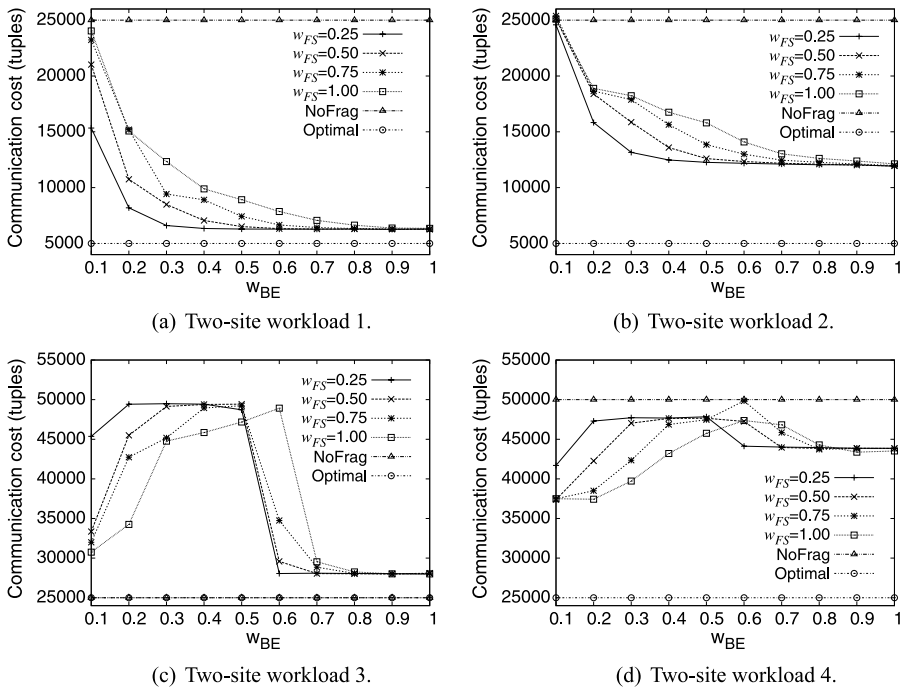 Communication cost (tuples)
25000
20000
15000
10000
5000
w_FS=0.25
w_FS=0.50
w_FS=0.75
w_FS=1.00
NoFrag
Optimal
0.1 0.2 0.3 0.4 0.5 0.6 0.7 0.8 0.9 1
w_BE
(a) Two-site workload 1.
Communication cost (tuples)
25000
20000
15000
10000
5000
w_FS=0.25
w_FS=0.50
w_FS=0.75
w_FS=1.00
NoFrag
Optimal
0.1 0.2 0.3 0.4 0.5 0.6 0.7 0.8 0.9 1
w_BE
(b) Two-site workload 2.
Communication cost (tuples)
55000
50000
45000
40000
35000
30000
25000
w_FS=0.25
w_FS=0.50
w_FS=0.75
w_FS=1.00
NoFrag
Optimal
0.1 0.2 0.3 0.4 0.5 0.6 0.7 0.8 0.9 1
w_BE
(c) Two-site workload 3.
Communication cost (tuples)
55000
50000
45000
40000
35000
30000
25000
w_FS=0.25
w_FS=0.50
w_FS=0.75
w_FS=1.00
NoFrag
Optimal
0.1 0.2 0.3 0.4 0.5 0.6 0.7 0.8 0.9 1
w_BE
(d) Two-site workload 4.